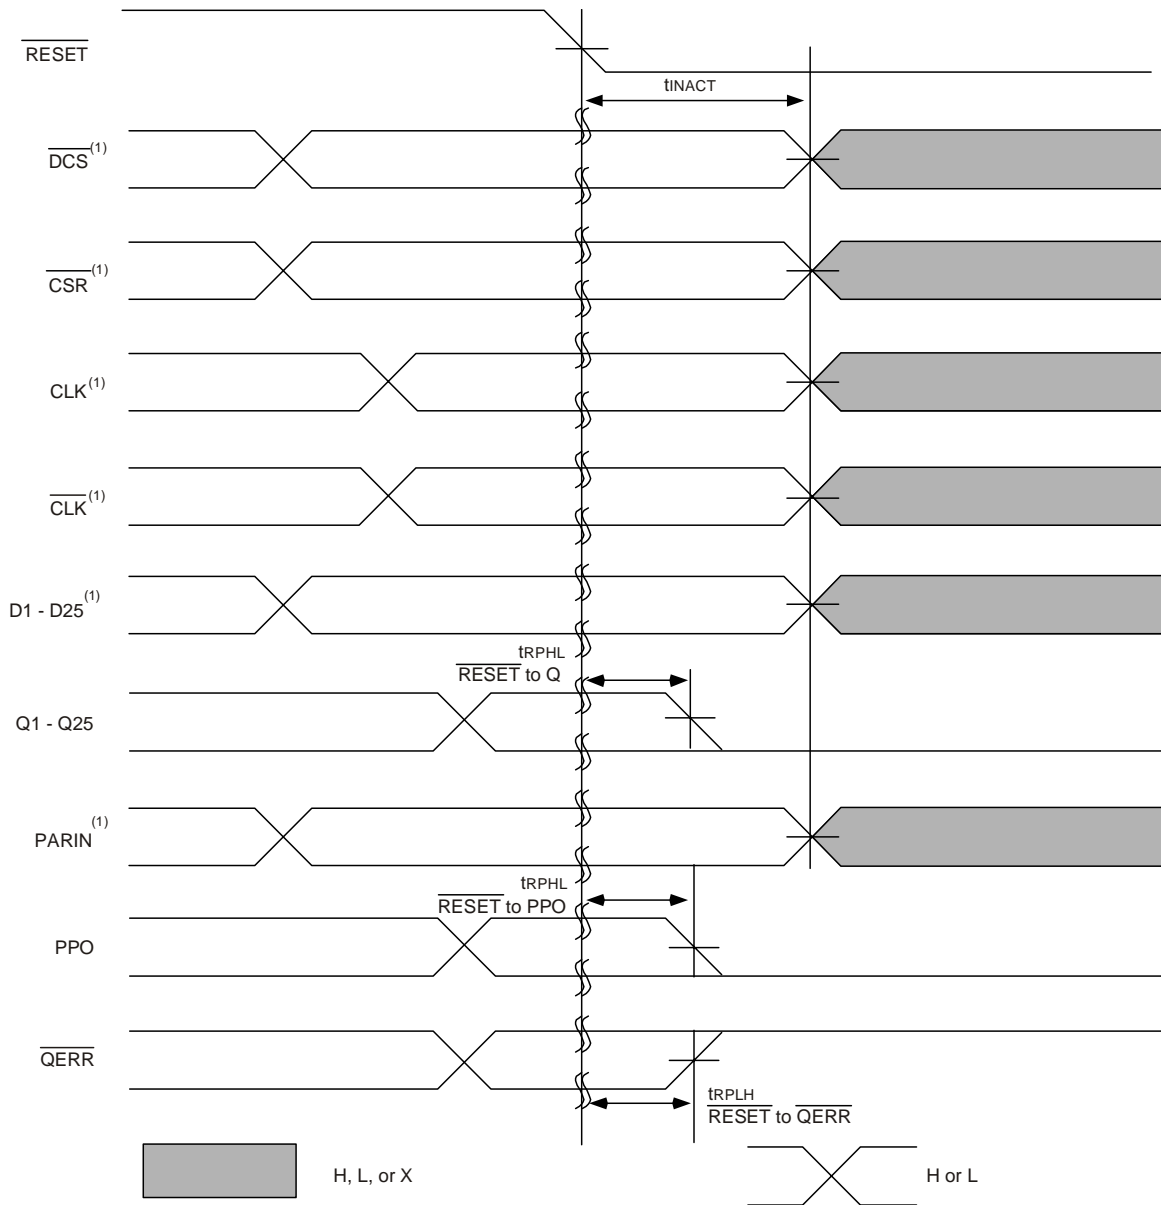 RESET
tINACT
DCS(1)
CSR(1)
CLK(1)
CLK(1)
D1 - D25(1)
tRPHL
RESET to Q
Q1 - Q25
PARIN(1)
tRPHL
RESET to PPO
PPO
QERR
tRPLH
RESET to QERR
H, L, or X
H or L